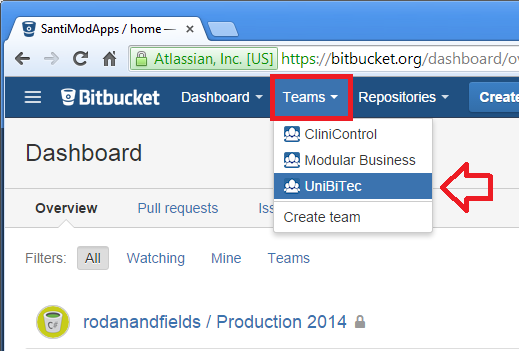 SantiModApps / home —
Atlassian, Inc. [US] https://bitbucket.org/dashboard/o
Bitbucket Dashboard Teams Repositories Create
CliniControl
Modular Business
UniBiTec
Create team
Dashboard
Overview Pull requests Iss
Filters: All Watching Mine Teams
C#
rodanandfields / Production 2014